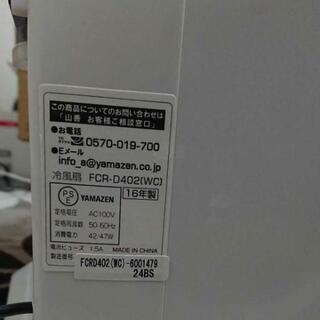 この商品についてのお問い合わせは
「山善 お客様ご相談窓口」
●お電話
0570-019-700
●Eメール
info_a@yamazen.co.jp
冷風扇 FCR-D402(WC)
16年製
PSE YAMAZEN
定格電圧 AC100V
定格周波数 50-60Hz
消費電力 42/47W
電流ヒューズ 1.5A MADE IN CHINA
製造番号 FCRD402(WC)-6001479
24BS